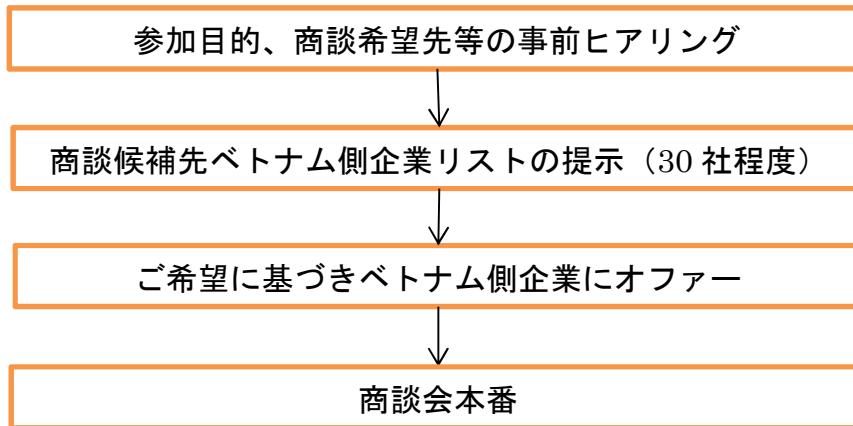 参加目的、商談希望先等の事前ヒアリング
商談候補先ベトナム側企業リストの提示（30 社程度）
ご希望に基づきベトナム側企業にオファー
商談会本番